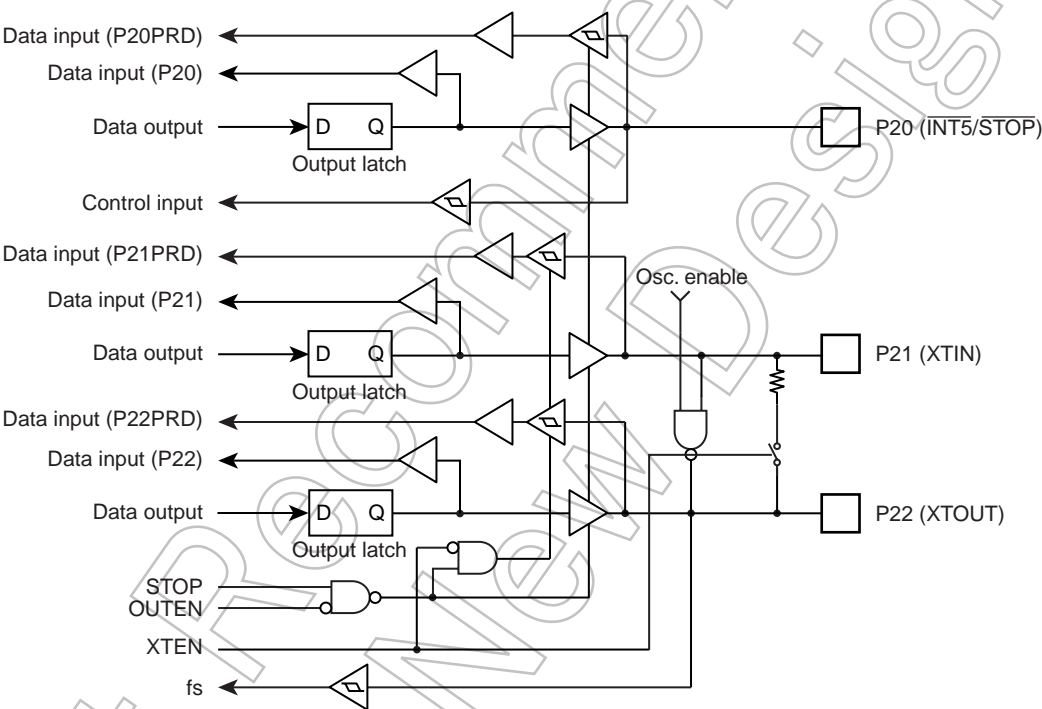 Data input (P20PRD)
Data input (P20)
Data output
D Q
Output latch
P20 (INT5/STOP)
Control input
Data input (P21PRD)
Osc. enable
Data input (P21)
Data output
D Q
Output latch
P21 (XTIN)
Data input (P22PRD)
Data input (P22)
Data output
D Q
Output latch
P22 (XTOUT)
STOP
OUTEN
XTEN
fs